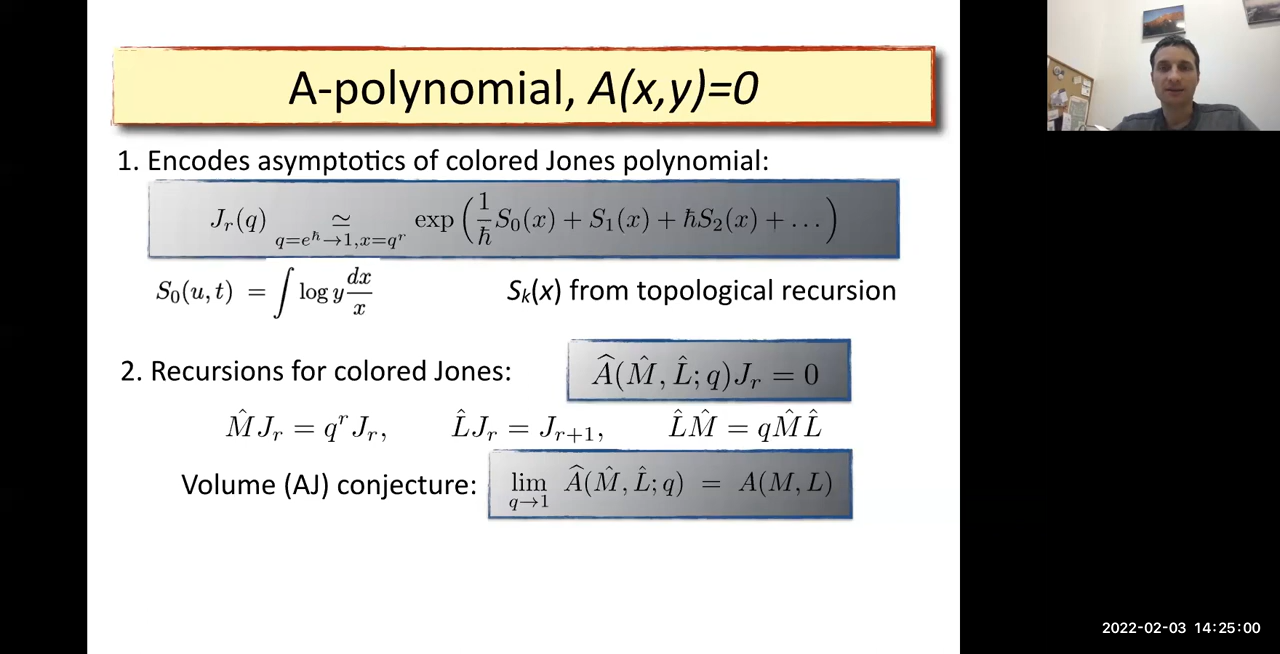 A-polynomial, A(x,y)=0
1. Encodes asymptotics of colored Jones polynomial:
J_r(q) ≃_{q=e^ħ→1,x=q^r} exp(1/ħ S_0(x) + S_1(x) + ħS_2(x) + ...)
S_0(u,t) = ∫ log y dx/x    S_k(x) from topological recursion
2. Recursions for colored Jones:    Â(M̂, L̂; q)J_r = 0
M̂J_r = q^r J_r,    L̂J_r = J_{r+1},    L̂M̂ = qM̂L̂
Volume (AJ) conjecture:    lim_{q→1} Â(M̂, L̂; q) = A(M, L)
2022-02-03 14:25:00